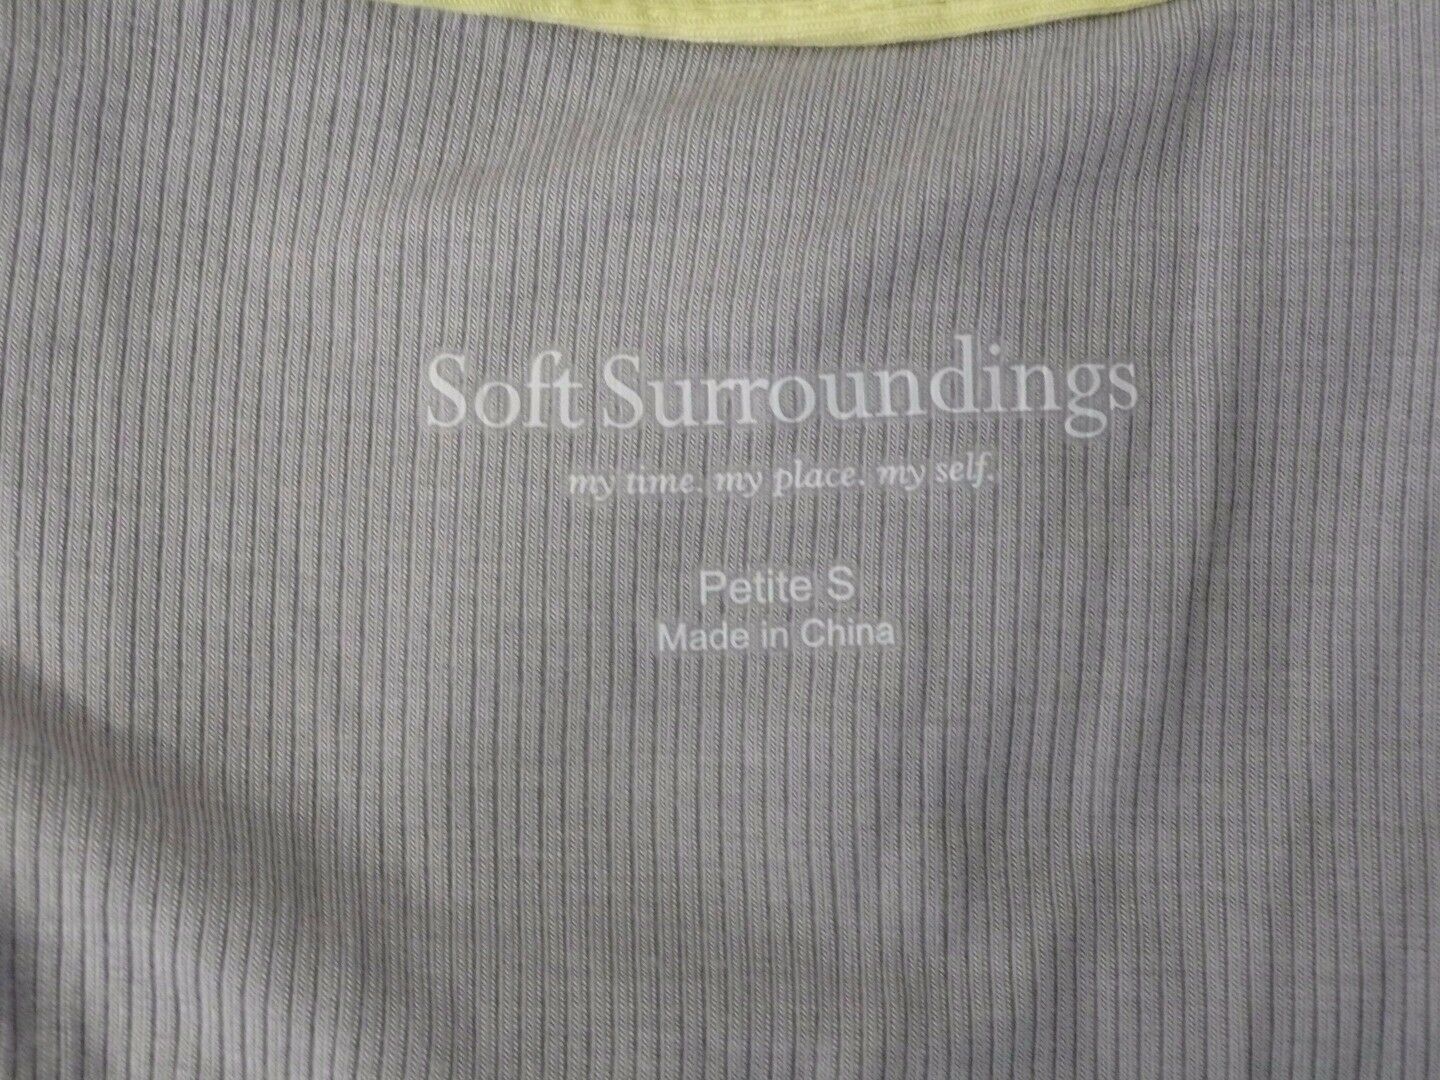 Soft Surroundings
my time. my place. my self.
Petite S
Made in China